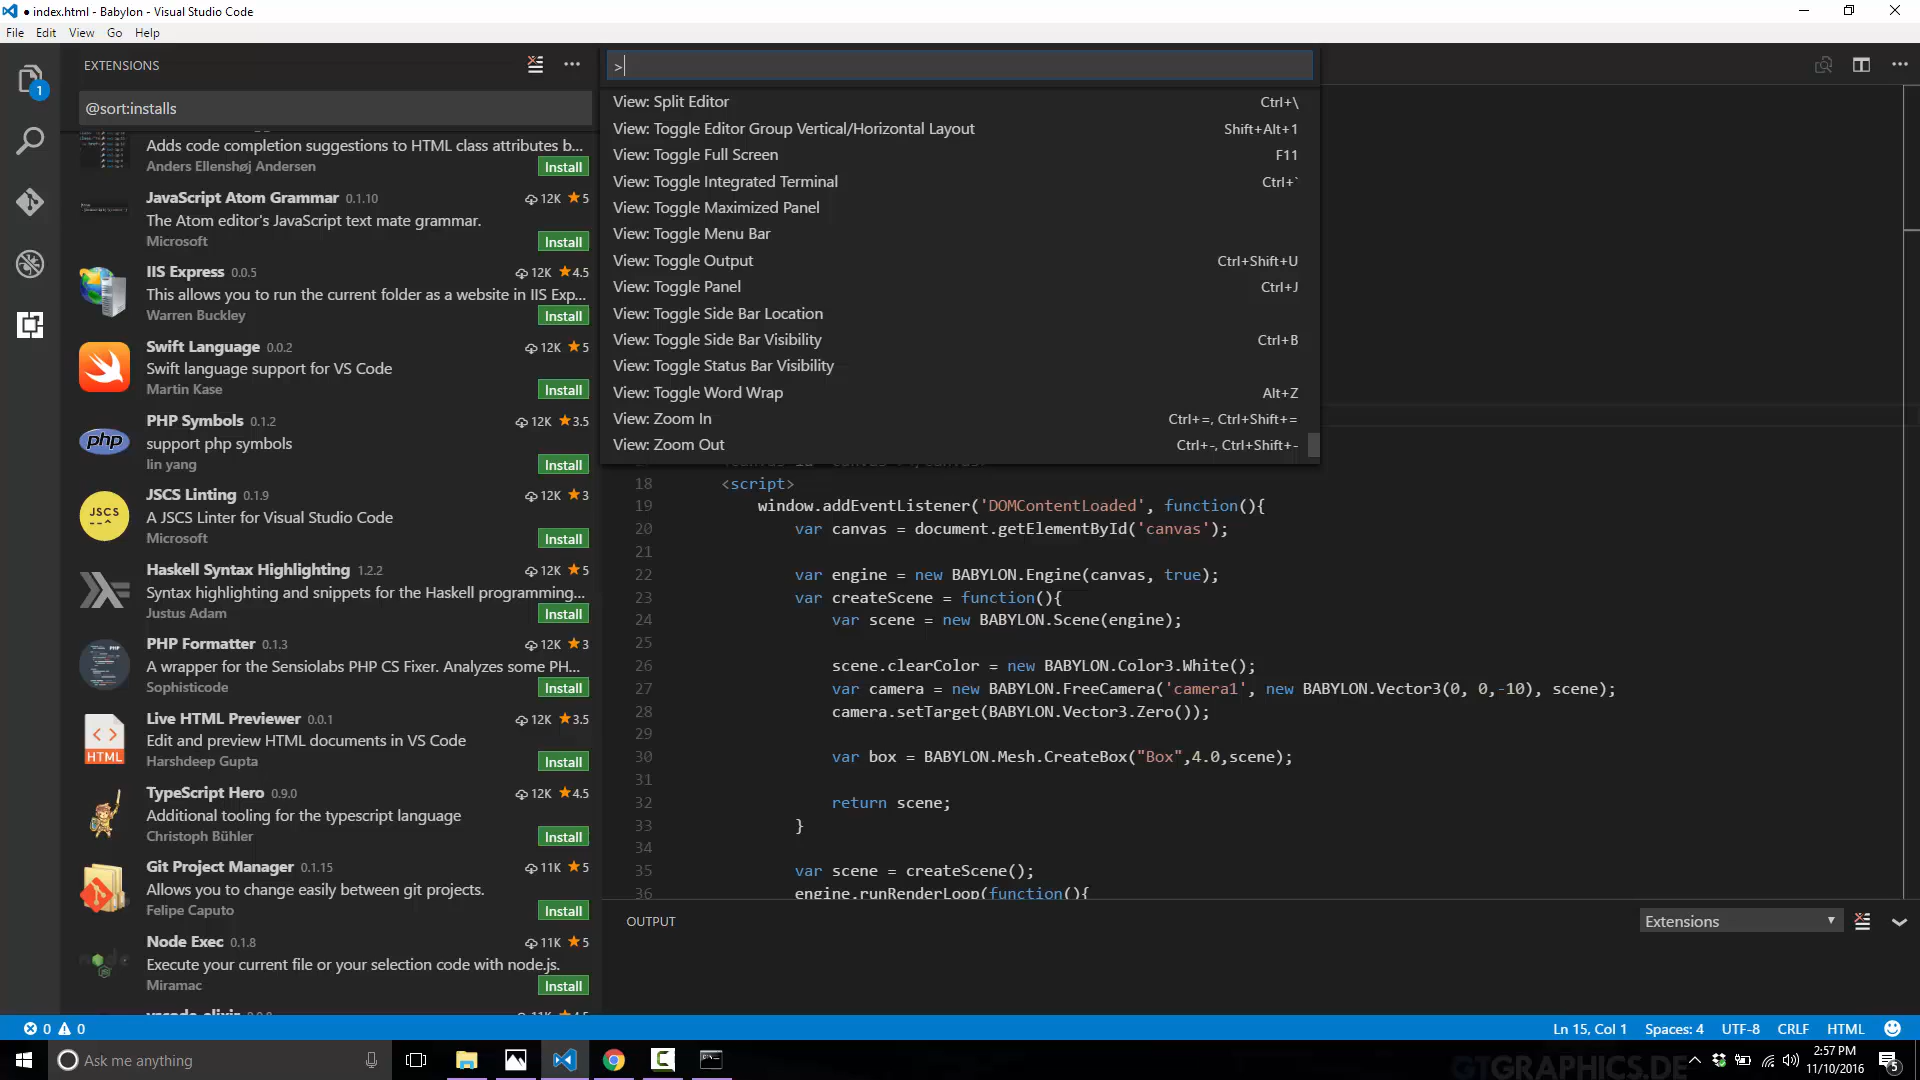 ● index.html - Babylon - Visual Studio Code
File Edit View Go Help
EXTENSIONS
@sort:installs
Adds code completion suggestions to HTML class attributes b...
Anders Ellenshøj Andersen
Install
JavaScript Atom Grammar 0.1.10 12K ★5
The Atom editor's JavaScript text mate grammar.
Microsoft
Install
IIS Express 0.0.5 12K ★4.5
This allows you to run the current folder as a website in IIS Exp...
Warren Buckley
Install
Swift Language 0.0.2 12K ★5
Swift language support for VS Code
Martin Kase
Install
PHP Symbols 0.1.2 12K ★3.5
php
support php symbols
lin yang
Install
JSCS Linting 0.1.9 12K ★3
JSCS
A JSCS Linter for Visual Studio Code
Microsoft
Install
Haskell Syntax Highlighting 1.2.2 12K ★5
Syntax highlighting and snippets for the Haskell programming...
Justus Adam
Install
PHP Formatter 0.1.3 12K ★3
A wrapper for the Sensiolabs PHP CS Fixer. Analyzes some PH...
Sophisticode
Install
Live HTML Previewer 0.0.1 12K ★3.5
HTML
Edit and preview HTML documents in VS Code
Harshdeep Gupta
Install
TypeScript Hero 0.9.0 12K ★4.5
Additional tooling for the typescript language
Christoph Bühler
Install
Git Project Manager 0.1.15 11K ★5
Allows you to change easily between git projects.
Felipe Caputo
Install
Node Exec 0.1.8 11K ★5
Execute your current file or your selection code with node.js.
Miramac
Install
>
View: Split Editor Ctrl+\
View: Toggle Editor Group Vertical/Horizontal Layout Shift+Alt+1
View: Toggle Full Screen F11
View: Toggle Integrated Terminal Ctrl+`
View: Toggle Maximized Panel
View: Toggle Menu Bar
View: Toggle Output Ctrl+Shift+U
View: Toggle Panel Ctrl+J
View: Toggle Side Bar Location
View: Toggle Side Bar Visibility Ctrl+B
View: Toggle Status Bar Visibility
View: Toggle Word Wrap Alt+Z
View: Zoom In Ctrl+=, Ctrl+Shift+=
View: Zoom Out Ctrl+-, Ctrl+Shift+-
18 <script>
19 window.addEventListener('DOMContentLoaded', function(){
20 var canvas = document.getElementById('canvas');
21
22 var engine = new BABYLON.Engine(canvas, true);
23 var createScene = function(){
24 var scene = new BABYLON.Scene(engine);
25
26 scene.clearColor = new BABYLON.Color3.White();
27 var camera = new BABYLON.FreeCamera('camera1', new BABYLON.Vector3(0, 0,-10), scene);
28 camera.setTarget(BABYLON.Vector3.Zero());
29
30 var box = BABYLON.Mesh.CreateBox("Box",4.0,scene);
31
32 return scene;
33 }
34
35 var scene = createScene();
36 engine.runRenderLoop(function(){
OUTPUT
Extensions
0 0
Ln 15, Col 1 Spaces: 4 UTF-8 CRLF HTML
Ask me anything
GTGRAPHICS.DE
2:57 PM
11/10/2016
5
1